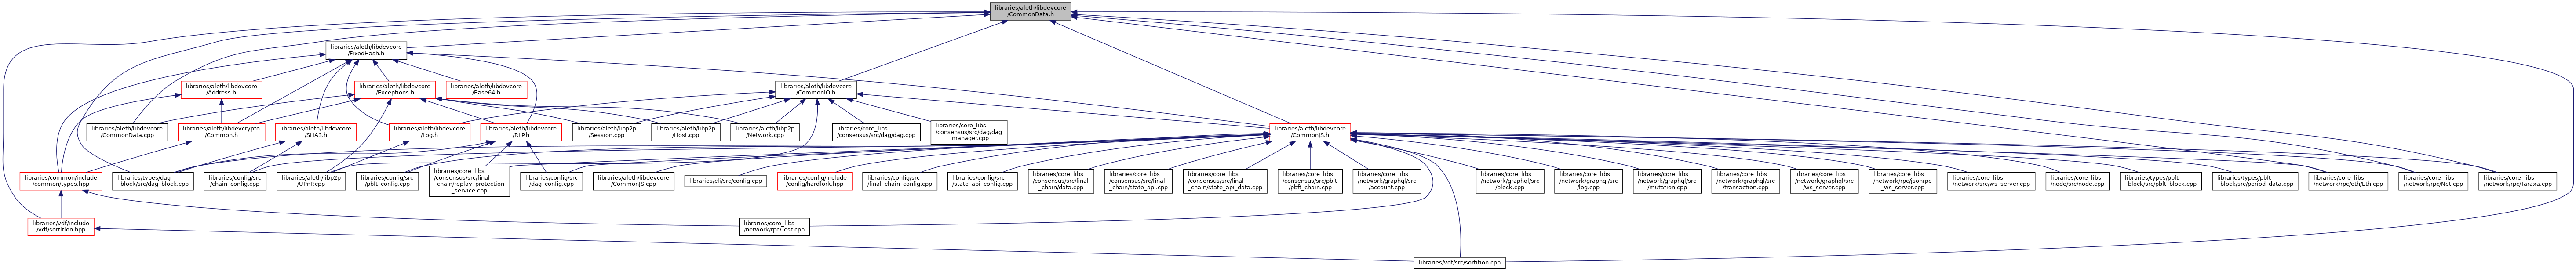 libraries/aleth/libdevcore
/CommonData.h
libraries/aleth/libdevcore
/FixedHash.h
libraries/aleth/libdevcore
/Address.h
libraries/aleth/libdevcore
/Exceptions.h
libraries/aleth/libdevcore
/Base64.h
libraries/aleth/libdevcore
/CommonIO.h
libraries/aleth/libdevcore
/CommonData.cpp
libraries/aleth/libdevcrypto
/Common.h
libraries/aleth/libdevcore
/SHA3.h
libraries/aleth/libdevcore
/Log.h
libraries/aleth/libdevcore
/RLP.h
libraries/aleth/libp2p
/Session.cpp
libraries/aleth/libp2p
/Host.cpp
libraries/aleth/libp2p
/Network.cpp
libraries/core_libs
/consensus/src/dag/dag.cpp
libraries/core_libs
/consensus/src/dag/dag
_manager.cpp
libraries/aleth/libdevcore
/CommonJS.h
libraries/common/include
/common/types.hpp
libraries/types/dag
_block/src/dag_block.cpp
libraries/config/src
/chain_config.cpp
libraries/aleth/libp2p
/UPnP.cpp
libraries/config/src
/pbft_config.cpp
libraries/core_libs
/consensus/src/final
_chain/replay_protection
_service.cpp
libraries/config/src
/dag_config.cpp
libraries/aleth/libdevcore
/CommonJS.cpp
libraries/cli/src/config.cpp
libraries/config/include
/config/hardfork.hpp
libraries/config/src
/final_chain_config.cpp
libraries/config/src
/state_api_config.cpp
libraries/core_libs
/consensus/src/final
_chain/data.cpp
libraries/core_libs
/consensus/src/final
_chain/state_api.cpp
libraries/core_libs
/consensus/src/final
_chain/state_api_data.cpp
libraries/core_libs
/consensus/src/pbft
/pbft_chain.cpp
libraries/core_libs
/network/graphql/src
/account.cpp
libraries/core_libs
/network/graphql/src
/block.cpp
libraries/core_libs
/network/graphql/src
/log.cpp
libraries/core_libs
/network/graphql/src
/mutation.cpp
libraries/core_libs
/network/graphql/src
/transaction.cpp
libraries/core_libs
/network/graphql/src
/ws_server.cpp
libraries/core_libs
/network/rpc/jsonrpc
_ws_server.cpp
libraries/core_libs
/network/src/ws_server.cpp
libraries/core_libs
/node/src/node.cpp
libraries/types/pbft
_block/src/pbft_block.cpp
libraries/types/pbft
_block/src/period_data.cpp
libraries/core_libs
/network/rpc/eth/Eth.cpp
libraries/core_libs
/network/rpc/Net.cpp
libraries/core_libs
/network/rpc/Taraxa.cpp
libraries/vdf/include
/vdf/sortition.hpp
libraries/core_libs
/network/rpc/Test.cpp
libraries/vdf/src/sortition.cpp